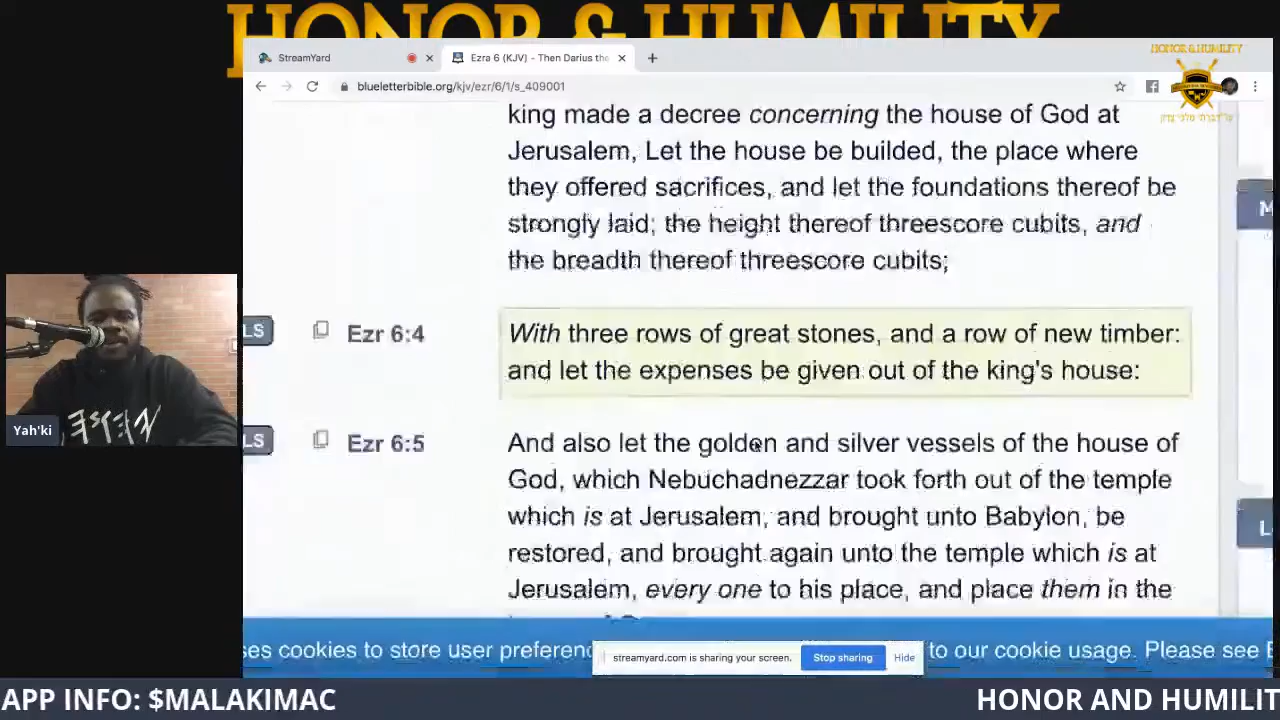 HONOR & HUMILITY
StreamYard
Ezra 6 (KJV) - Then Darius the
HONOR & HUMILITY
blueletterbible.org/kjv/ezr/6/1/s_409001
king made a decree concerning the house of God at
Jerusalem, Let the house be builded, the place where
they offered sacrifices, and let the foundations thereof be
strongly laid; the height thereof threescore cubits, and
the breadth thereof threescore cubits;
LS
Ezr 6:4
With three rows of great stones, and a row of new timber:
and let the expenses be given out of the king's house:
LS
Ezr 6:5
And also let the golden and silver vessels of the house of
God, which Nebuchadnezzar took forth out of the temple
which is at Jerusalem, and brought unto Babylon, be
restored, and brought again unto the temple which is at
Jerusalem, every one to his place, and place them in the
Yah'ki
ses cookies to store user preferenc
streamyard.com is sharing your screen.
Stop sharing
Hide
to our cookie usage. Please see
APP INFO: $MALAKIMAC
HONOR AND HUMILIT